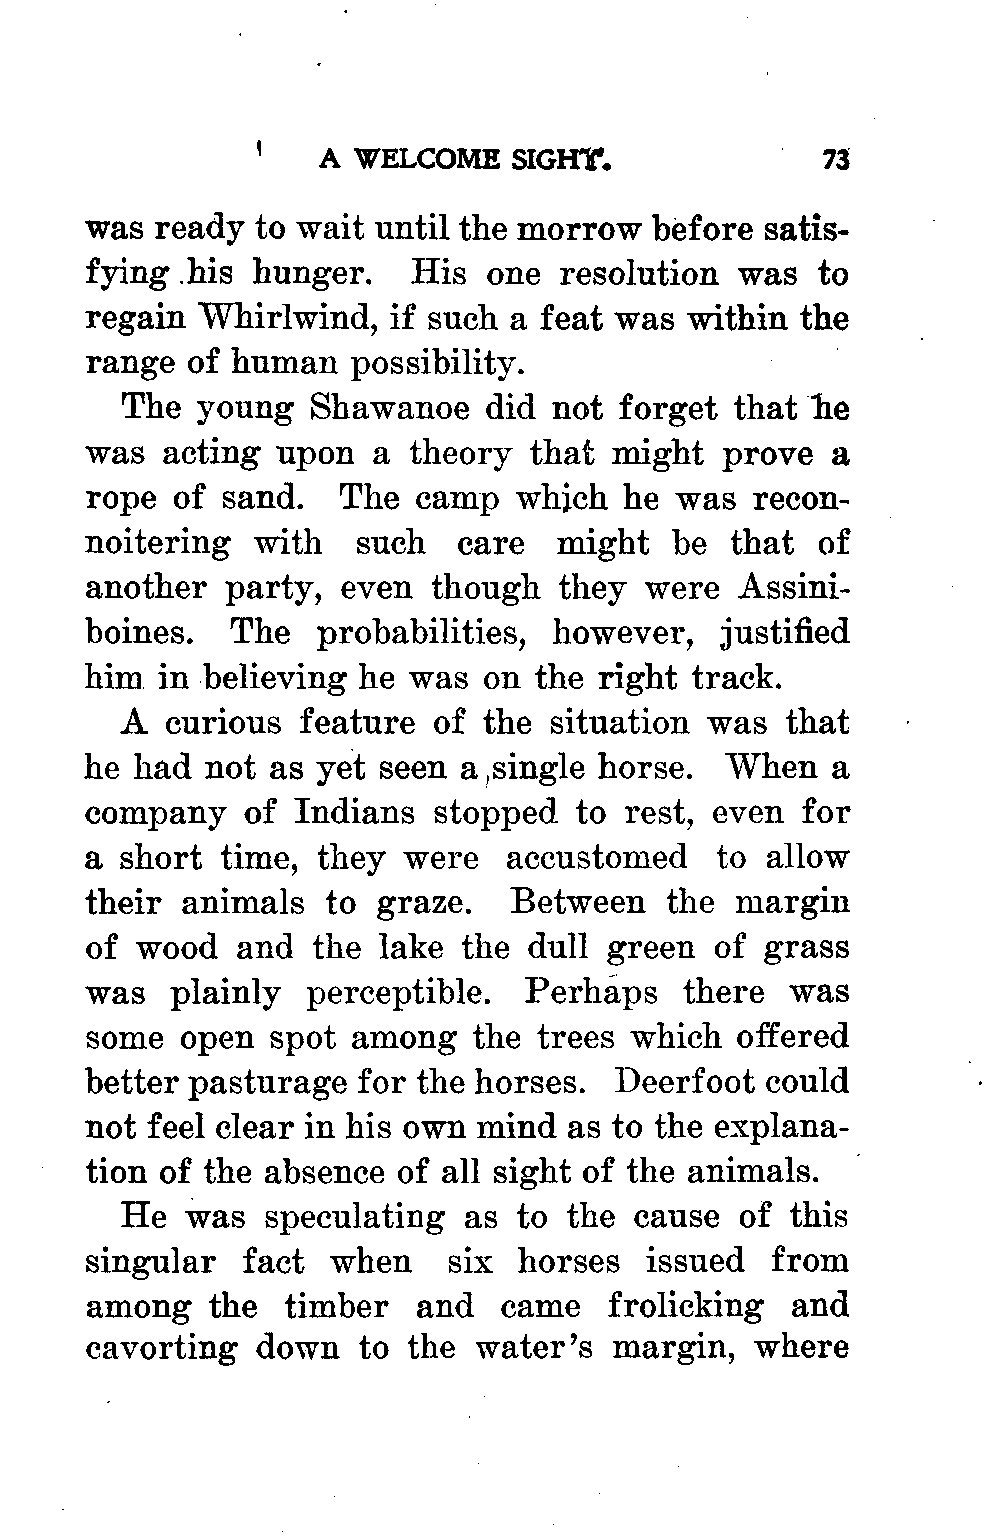 A WELCOME SIGHT. 73
was ready to wait until the morrow before satis-
fying his hunger. His one resolution was to
regain Whirlwind, if such a feat was within the
range of human possibility.
The young Shawanoe did not forget that he
was acting upon a theory that might prove a
rope of sand. The camp which he was recon-
noitering with such care might be that of
another party, even though they were Assini-
boines. The probabilities, however, justified
him in believing he was on the right track.
A curious feature of the situation was that
he had not as yet seen a single horse. When a
company of Indians stopped to rest, even for
a short time, they were accustomed to allow
their animals to graze. Between the margin
of wood and the lake the dull green of grass
was plainly perceptible. Perhaps there was
some open spot among the trees which offered
better pasturage for the horses. Deerfoot could
not feel clear in his own mind as to the explana-
tion of the absence of all sight of the animals.
He was speculating as to the cause of this
singular fact when six horses issued from
among the timber and came frolicking and
cavorting down to the water's margin, where